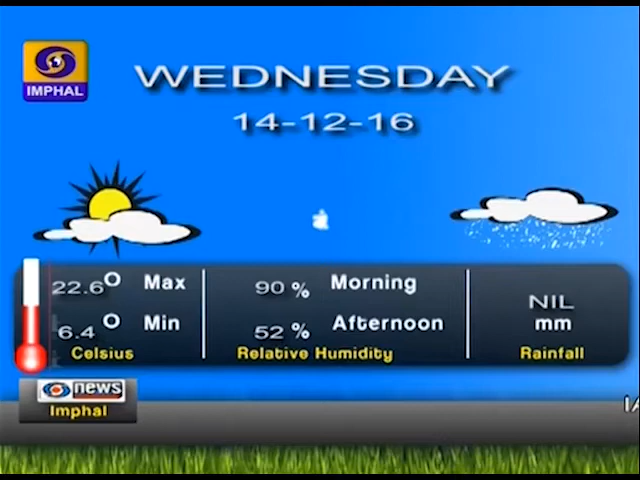 IMPHAL
WEDNESDAY
14-12-16
22.6° Max
6.4° Min
Celsius
90 % Morning
52 % Afternoon
Relative Humidity
NIL
mm
Rainfall
news
Imphal